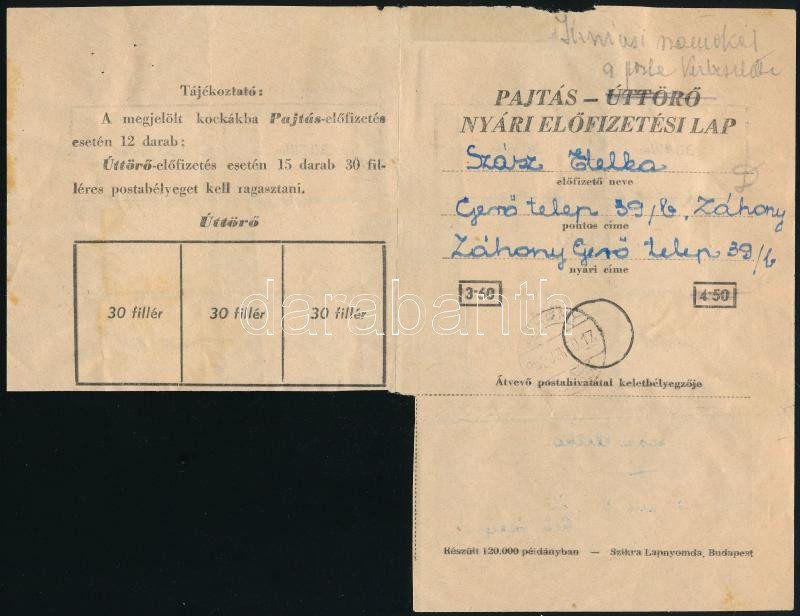 Tájékoztató:
A megjelölt kockákba Pajtás-előfizetés
esetén 12 darab;
Úttörő-előfizetés esetén 15 darab 30 fil-
léres postabélyeget kell ragasztani.
Úttörő
30 fillér 30 fillér 30 fillér
számokat
a posta
PAJTÁS – ÚTTÖRŐ
NYÁRI ELŐFIZETÉSI LAP
Szász Etelka
előfizető neve
Gerő telep 39/b, Záhony
pontos címe
Záhony Gerő telep 39/b
nyári címe
3·60 4·50
Átvevő postahivatal keletbélyegzője
Készült 120.000 példányban — Szikra Lapnyomda, Budapest
darabanth